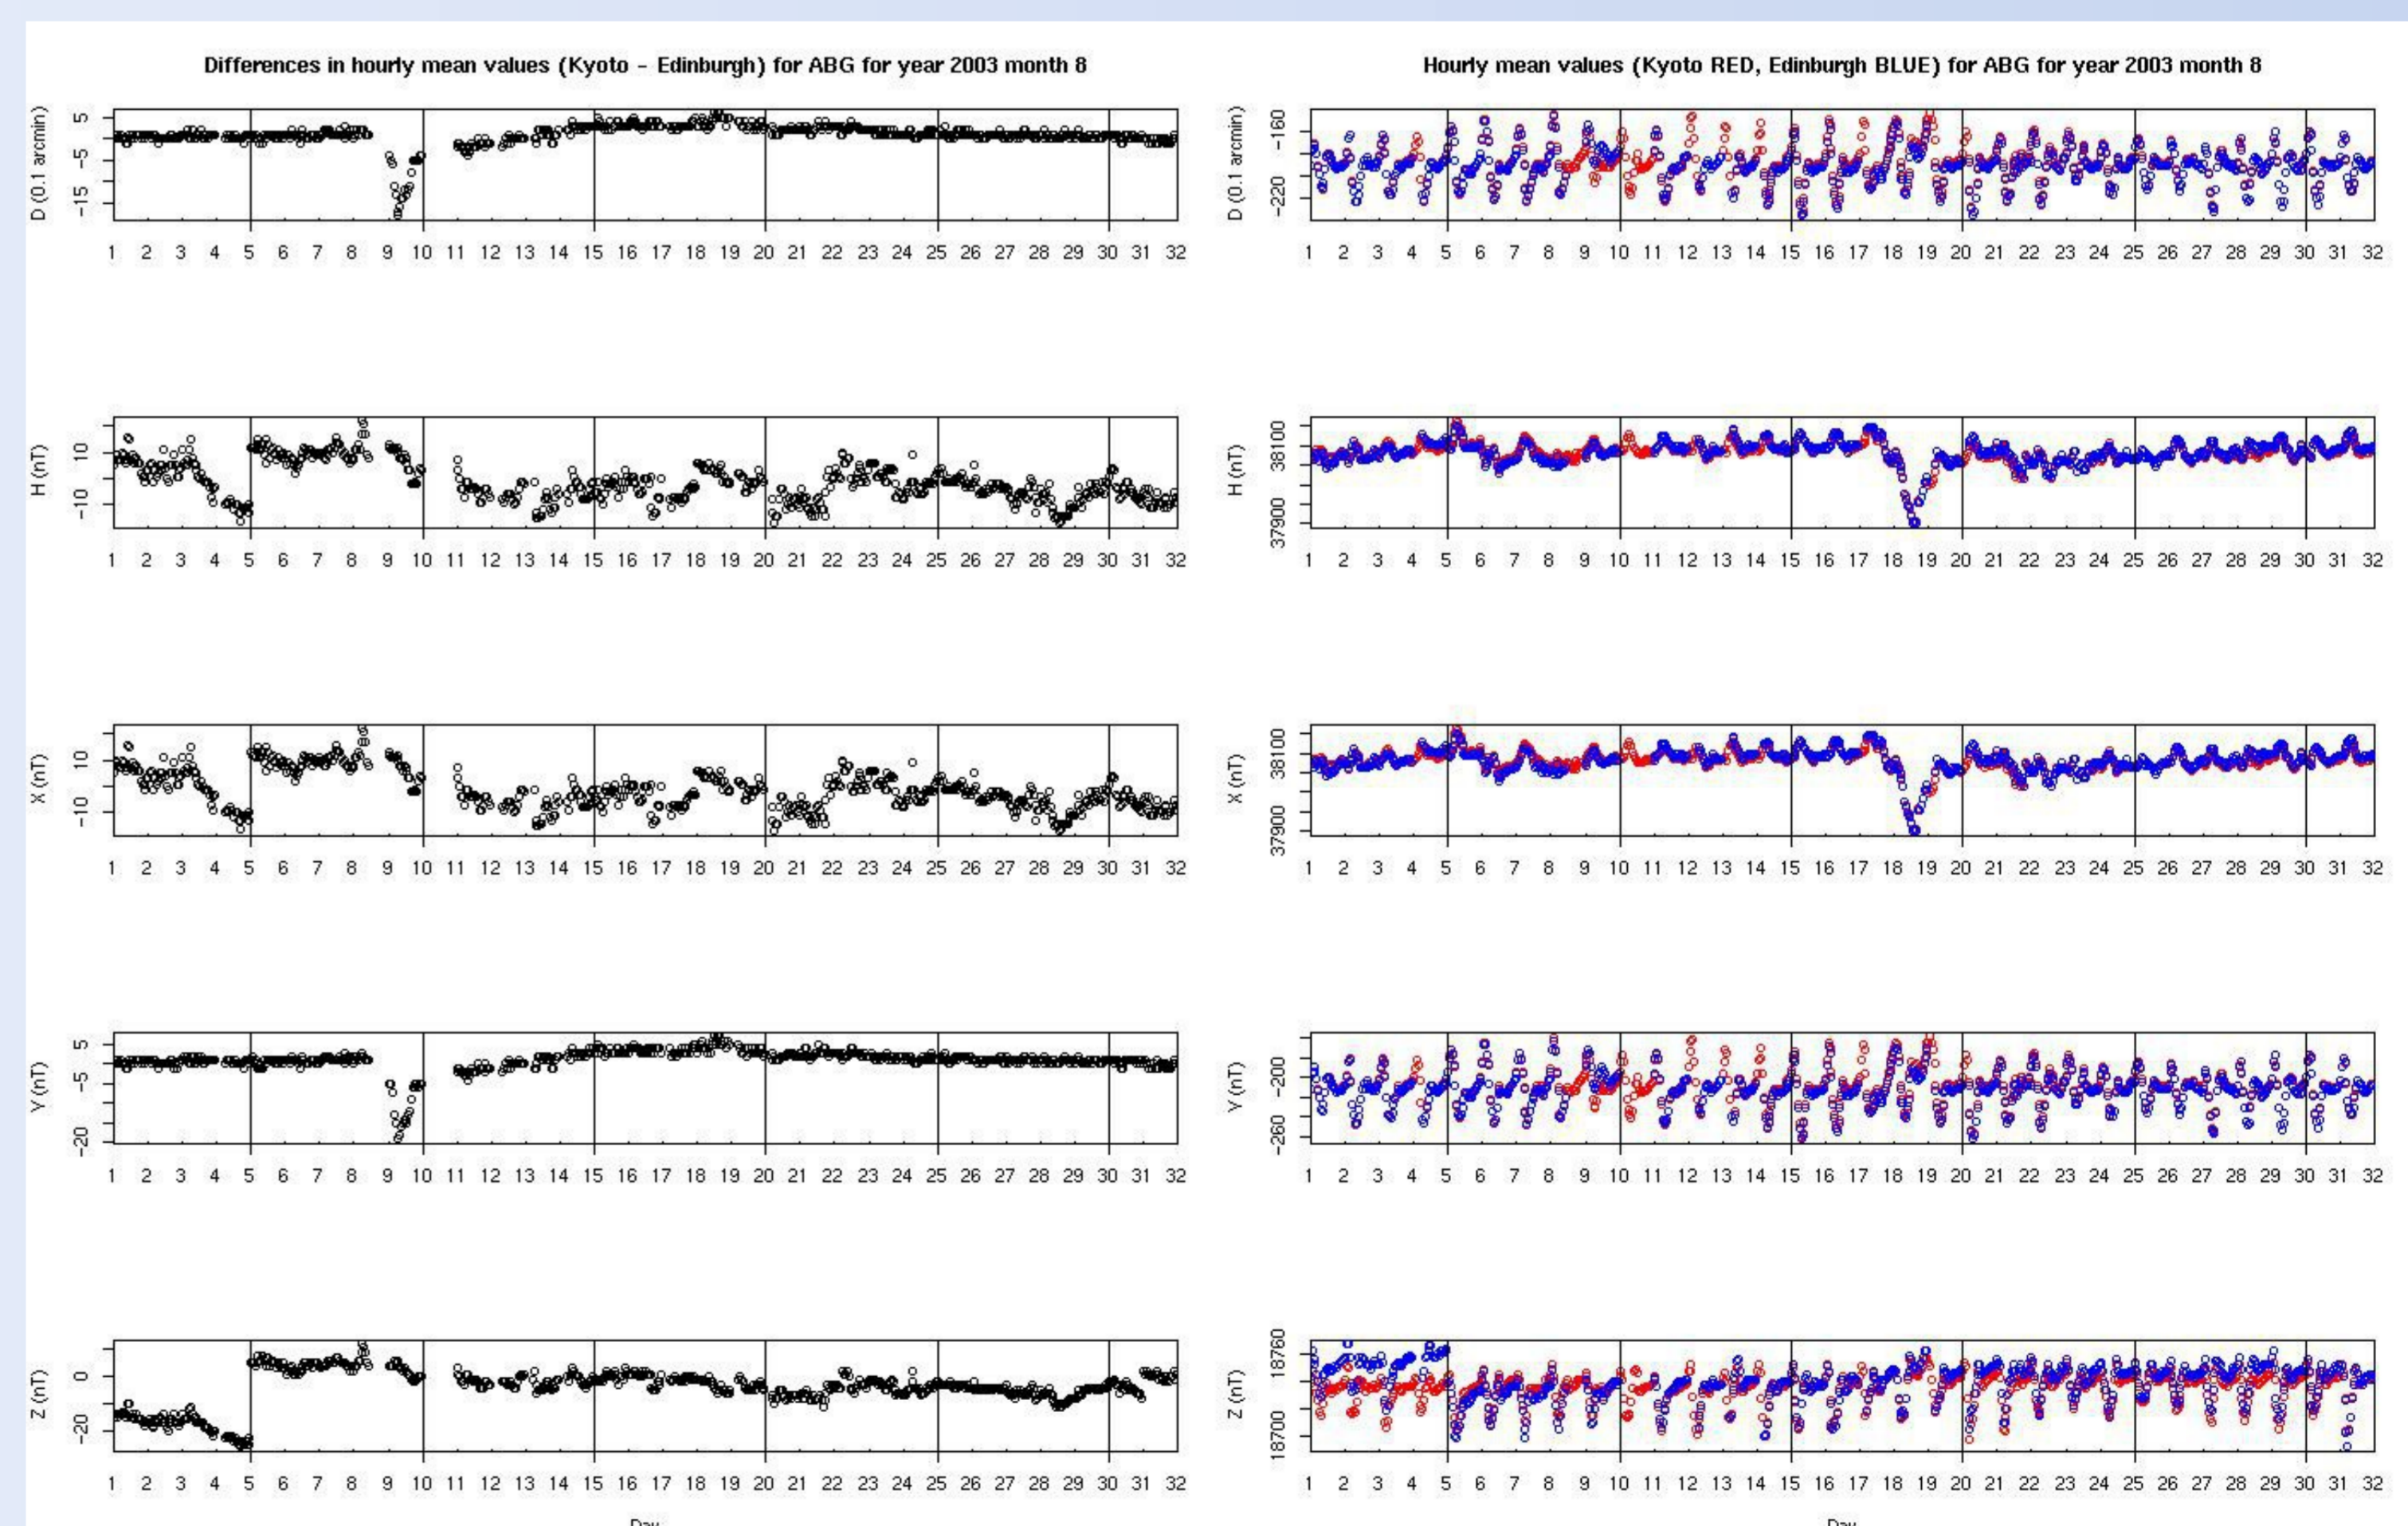 Differences in hourly mean values (Kyoto - Edinburgh) for ABG for year 2003 month 8
D (0.1 arcmin)
5
-5
-15
1 2 3 4 5 6 7 8 9 10 11 12 13 14 15 16 17 18 19 20 21 22 23 24 25 26 27 28 29 30 31 32
H (nT)
10
-10
1 2 3 4 5 6 7 8 9 10 11 12 13 14 15 16 17 18 19 20 21 22 23 24 25 26 27 28 29 30 31 32
X (nT)
10
-10
1 2 3 4 5 6 7 8 9 10 11 12 13 14 15 16 17 18 19 20 21 22 23 24 25 26 27 28 29 30 31 32
Y (nT)
5
-5
-20
1 2 3 4 5 6 7 8 9 10 11 12 13 14 15 16 17 18 19 20 21 22 23 24 25 26 27 28 29 30 31 32
Z (nT)
0
-20
1 2 3 4 5 6 7 8 9 10 11 12 13 14 15 16 17 18 19 20 21 22 23 24 25 26 27 28 29 30 31 32
Day
Hourly mean values (Kyoto RED, Edinburgh BLUE) for ABG for year 2003 month 8
D (0.1 arcmin)
-160
-220
1 2 3 4 5 6 7 8 9 10 11 12 13 14 15 16 17 18 19 20 21 22 23 24 25 26 27 28 29 30 31 32
H (nT)
38100
37900
1 2 3 4 5 6 7 8 9 10 11 12 13 14 15 16 17 18 19 20 21 22 23 24 25 26 27 28 29 30 31 32
X (nT)
38100
37900
1 2 3 4 5 6 7 8 9 10 11 12 13 14 15 16 17 18 19 20 21 22 23 24 25 26 27 28 29 30 31 32
Y (nT)
-200
-260
1 2 3 4 5 6 7 8 9 10 11 12 13 14 15 16 17 18 19 20 21 22 23 24 25 26 27 28 29 30 31 32
Z (nT)
18760
18700
1 2 3 4 5 6 7 8 9 10 11 12 13 14 15 16 17 18 19 20 21 22 23 24 25 26 27 28 29 30 31 32
Day